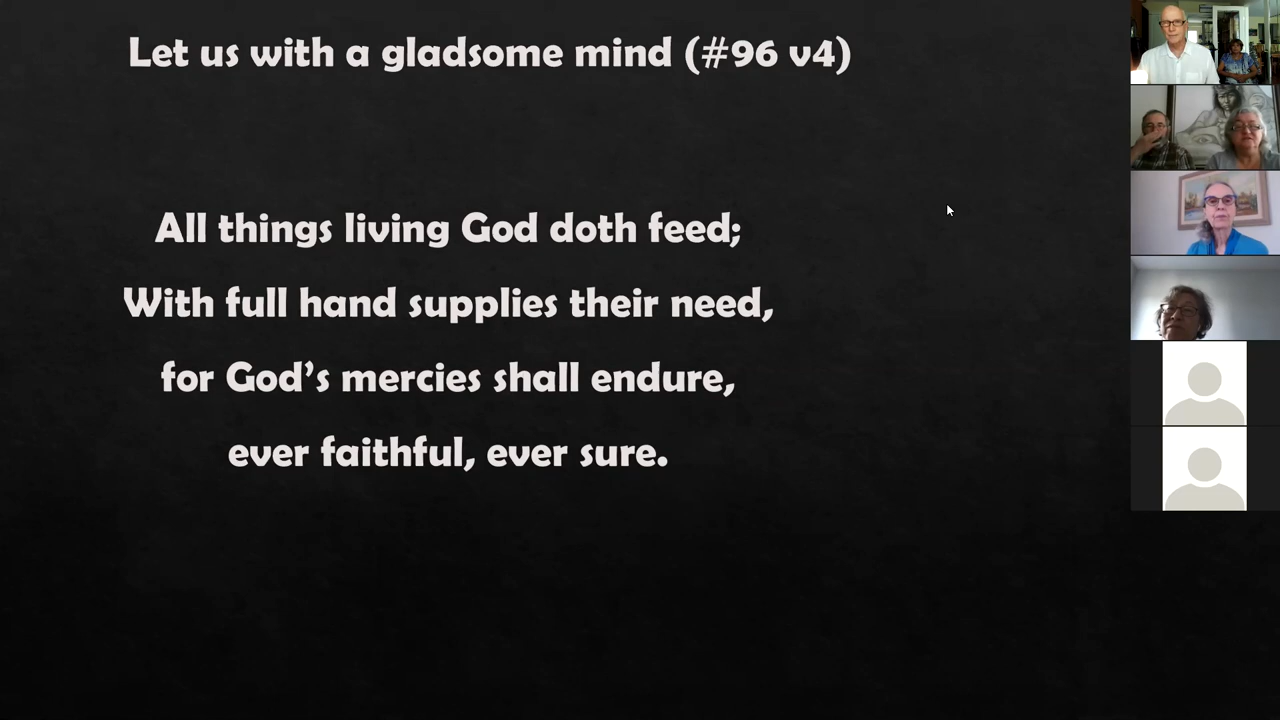 Let us with a gladsome mind (#96 v4)
All things living God doth feed;
With full hand supplies their need,
for God’s mercies shall endure,
ever faithful, ever sure.